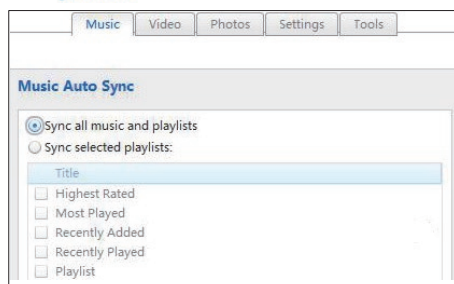 Music Video Photos Settings Tools
Music Auto Sync
Sync all music and playlists
Sync selected playlists:
Title
Highest Rated
Most Played
Recently Added
Recently Played
Playlist